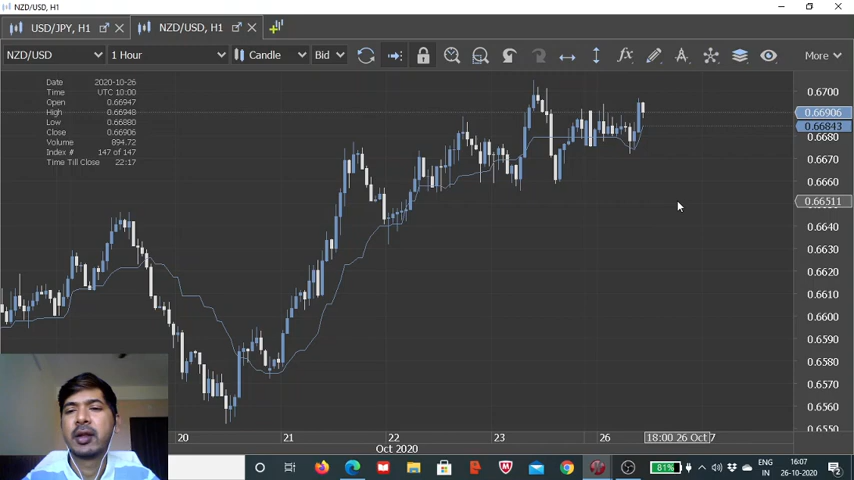 NZD/USD, H1
USD/JPY, H1
NZD/USD, H1
NZD/USD
1 Hour
Candle
Bid
More
Date 2020-10-26
Time UTC 10:00
Open 0.66947
High 0.66948
Low 0.66880
Close 0.66906
Volume 894.72
Index # 147 of 147
Time Till Close 22:17
0.6700
0.66906
0.66843
0.6680
0.6670
0.6660
0.66511
0.6640
0.6630
0.6620
0.6610
0.6600
0.6590
0.6580
0.6570
0.6560
0.6550
20 21 22 23 26 18:00 26 Oct 7
Oct 2020
81%
ENG
IN
16:07
26-10-2020
2